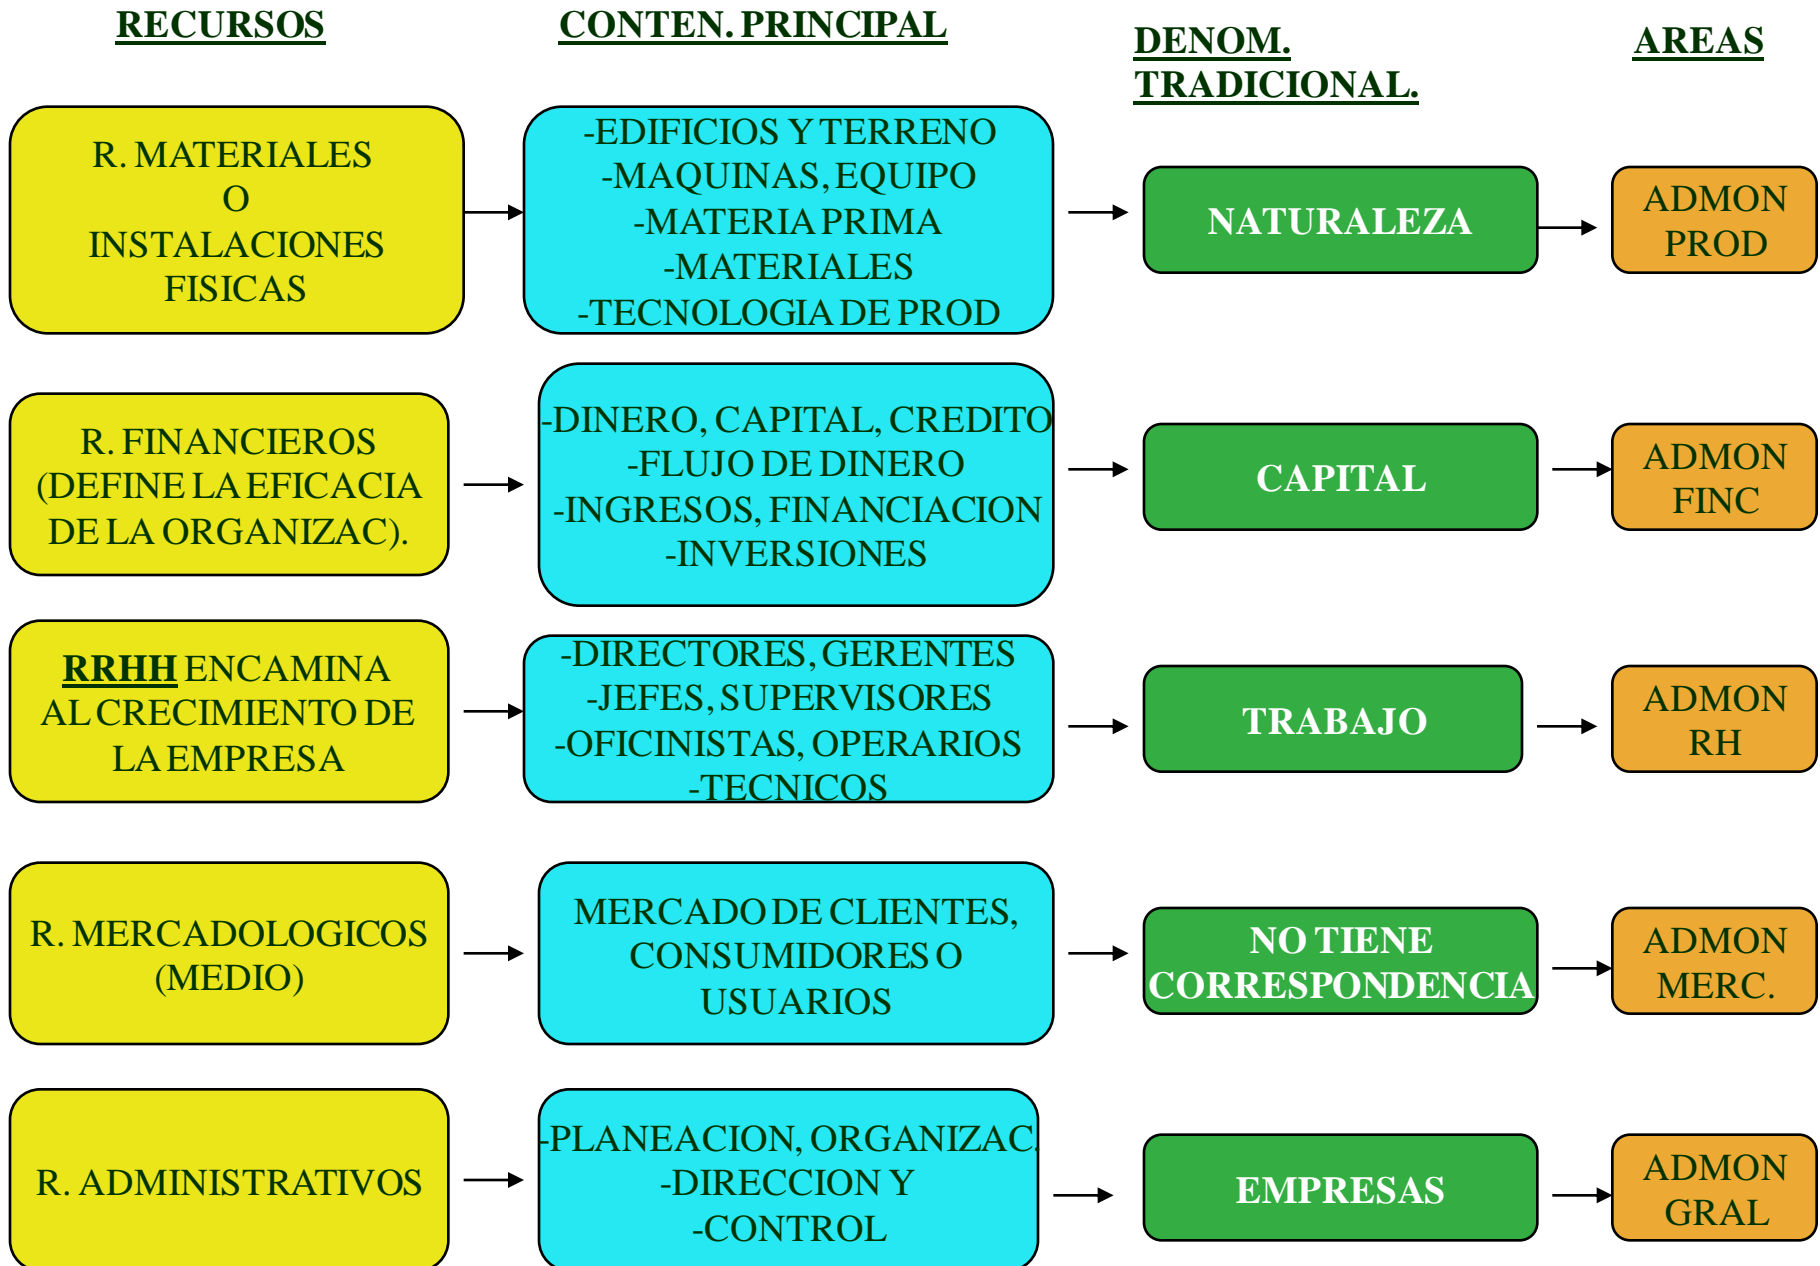 RECURSOS
CONTEN. PRINCIPAL
DENOM.
TRADICIONAL.
AREAS
R. MATERIALES
O
INSTALACIONES
FISICAS
-EDIFICIOS Y TERRENO
-MAQUINAS, EQUIPO
-MATERIA PRIMA
-MATERIALES
-TECNOLOGIA DE PROD
NATURALEZA
ADMON
PROD
R. FINANCIEROS
(DEFINE LA EFICACIA
DE LA ORGANIZAC).
-DINERO, CAPITAL, CREDITO
-FLUJO DE DINERO
-INGRESOS, FINANCIACION
-INVERSIONES
CAPITAL
ADMON
FINC
RRHH ENCAMINA
AL CRECIMIENTO DE
LA EMPRESA
-DIRECTORES, GERENTES
-JEFES, SUPERVISORES
-OFICINISTAS, OPERARIOS
-TECNICOS
TRABAJO
ADMON
RH
R. MERCADOLOGICOS
(MEDIO)
MERCADO DE CLIENTES,
CONSUMIDORES O
USUARIOS
NO TIENE
CORRESPONDENCIA
ADMON
MERC.
R. ADMINISTRATIVOS
-PLANEACION, ORGANIZAC.
-DIRECCION Y
-CONTROL
EMPRESAS
ADMON
GRAL